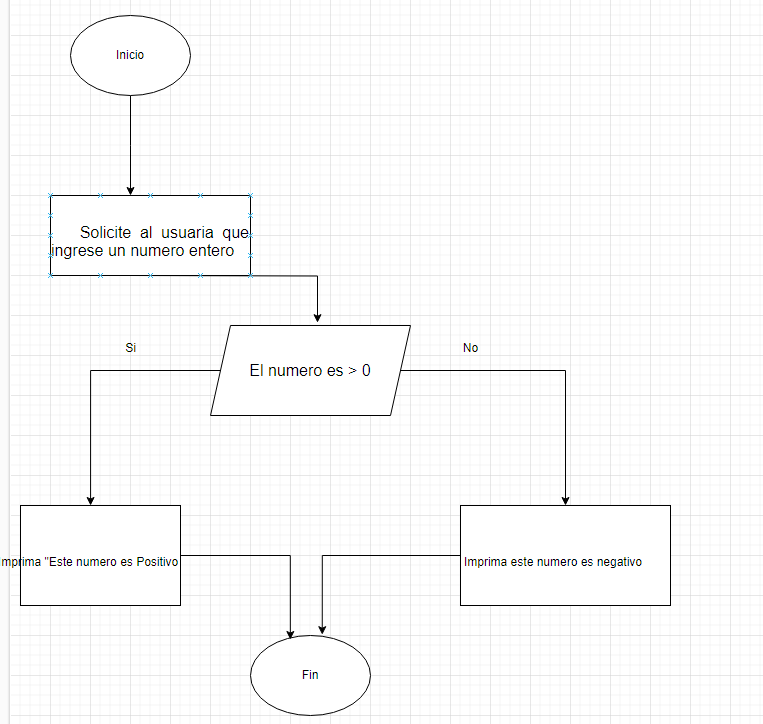 Inicio
Solicite al usuaria que
ingrese un numero entero
Si
No
El numero es > 0
Imprima "Este numero es Positivo
Imprima este numero es negativo
Fin